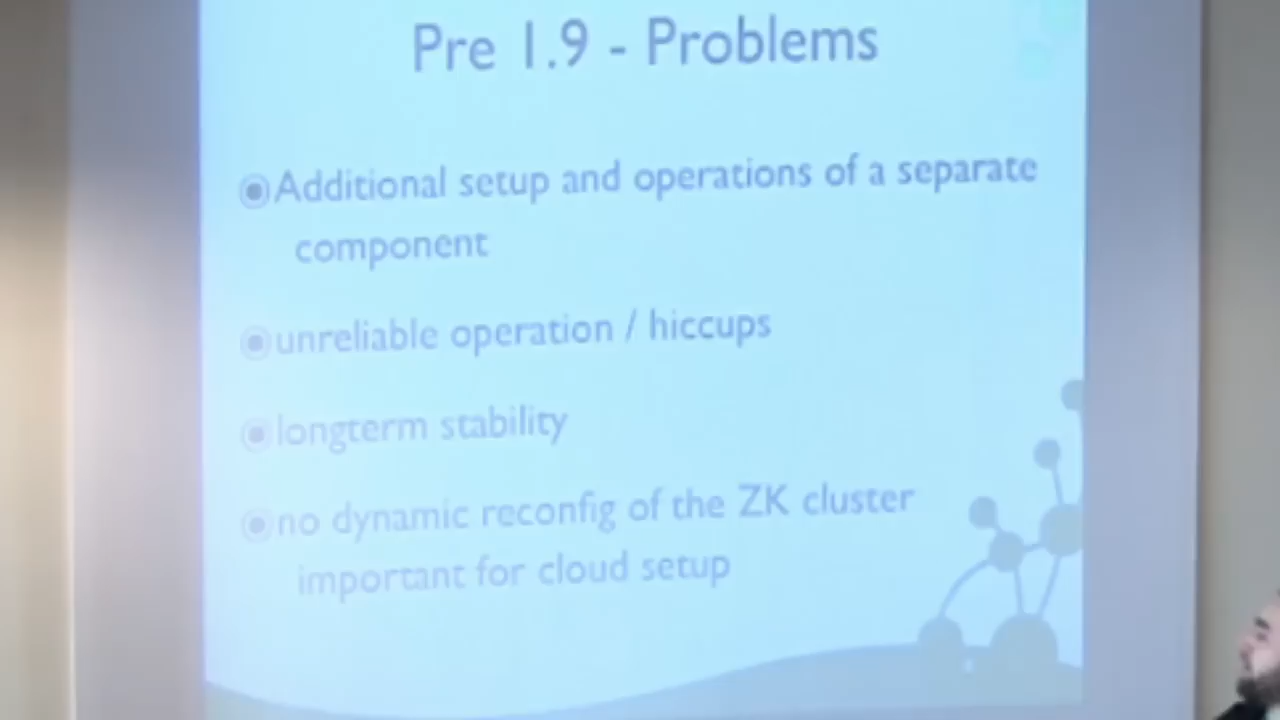 Pre 1.9 - Problems
Additional setup and operations of a separate
component
unreliable operation / hiccups
longterm stability
no dynamic reconfig of the ZK cluster
important for cloud setup